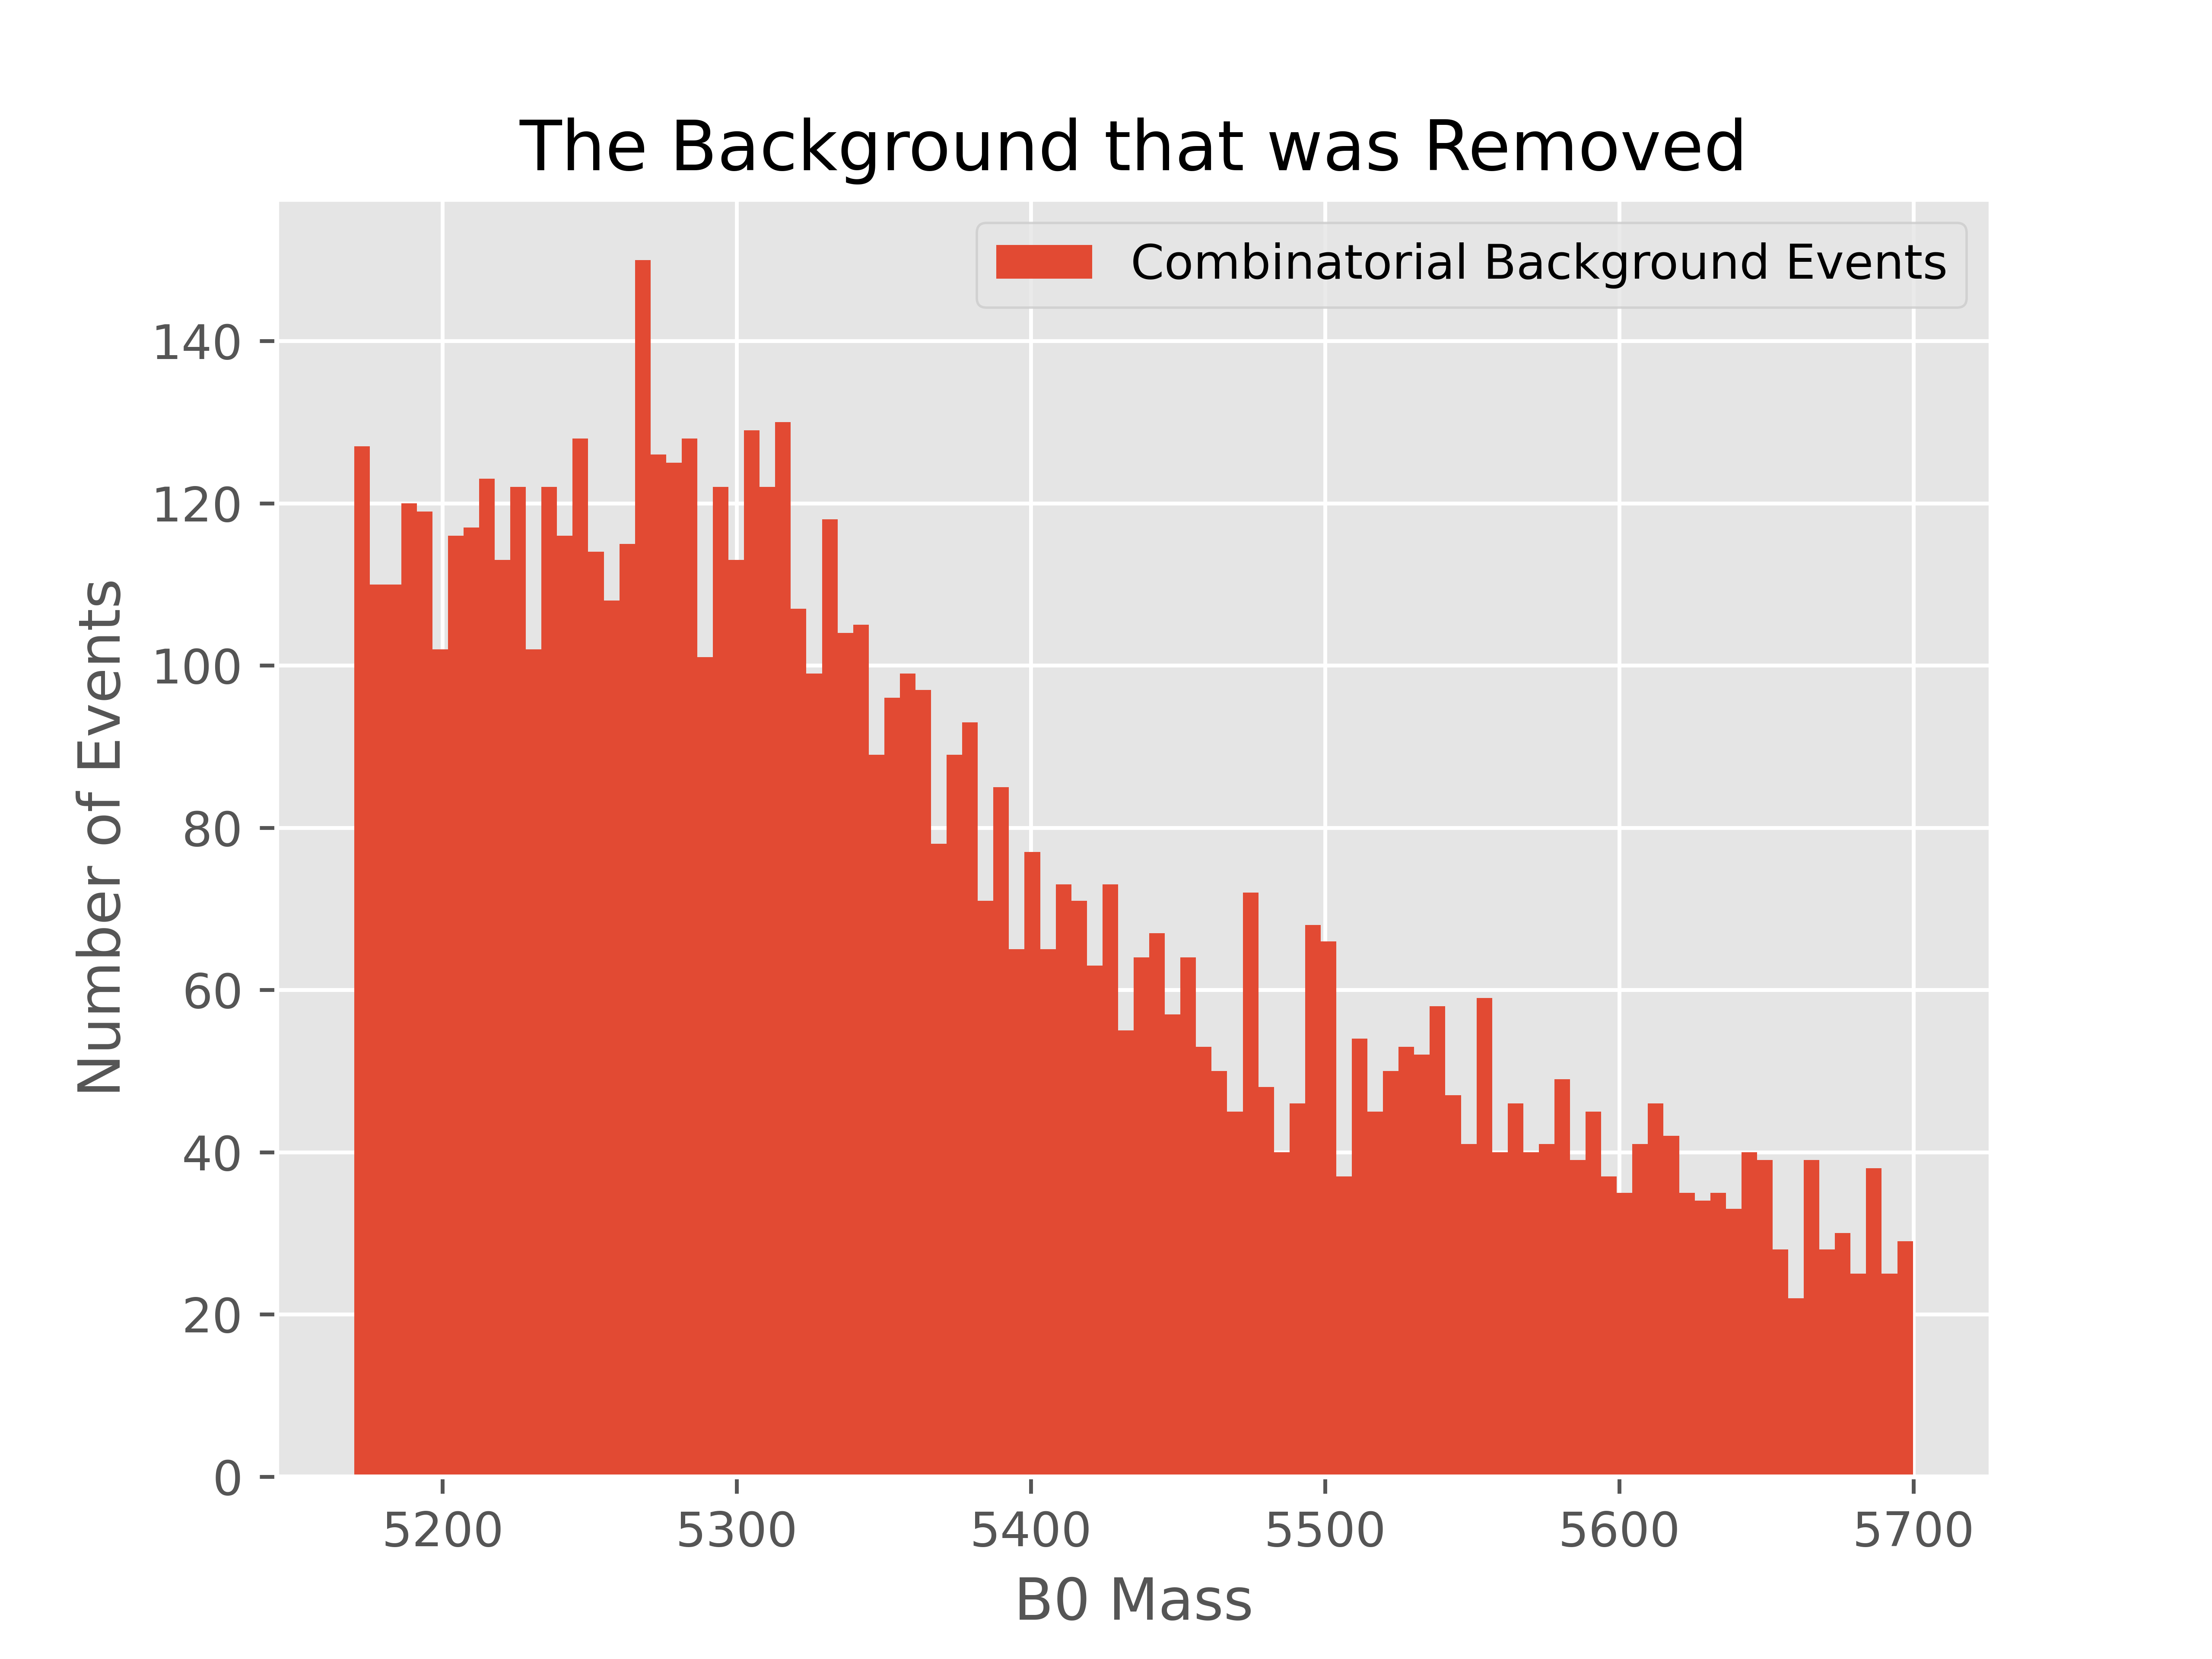 The Background that was Removed
Combinatorial Background Events
140
120
100
80
60
40
20
0
Number of Events
5200 5300 5400 5500 5600 5700
B0 Mass